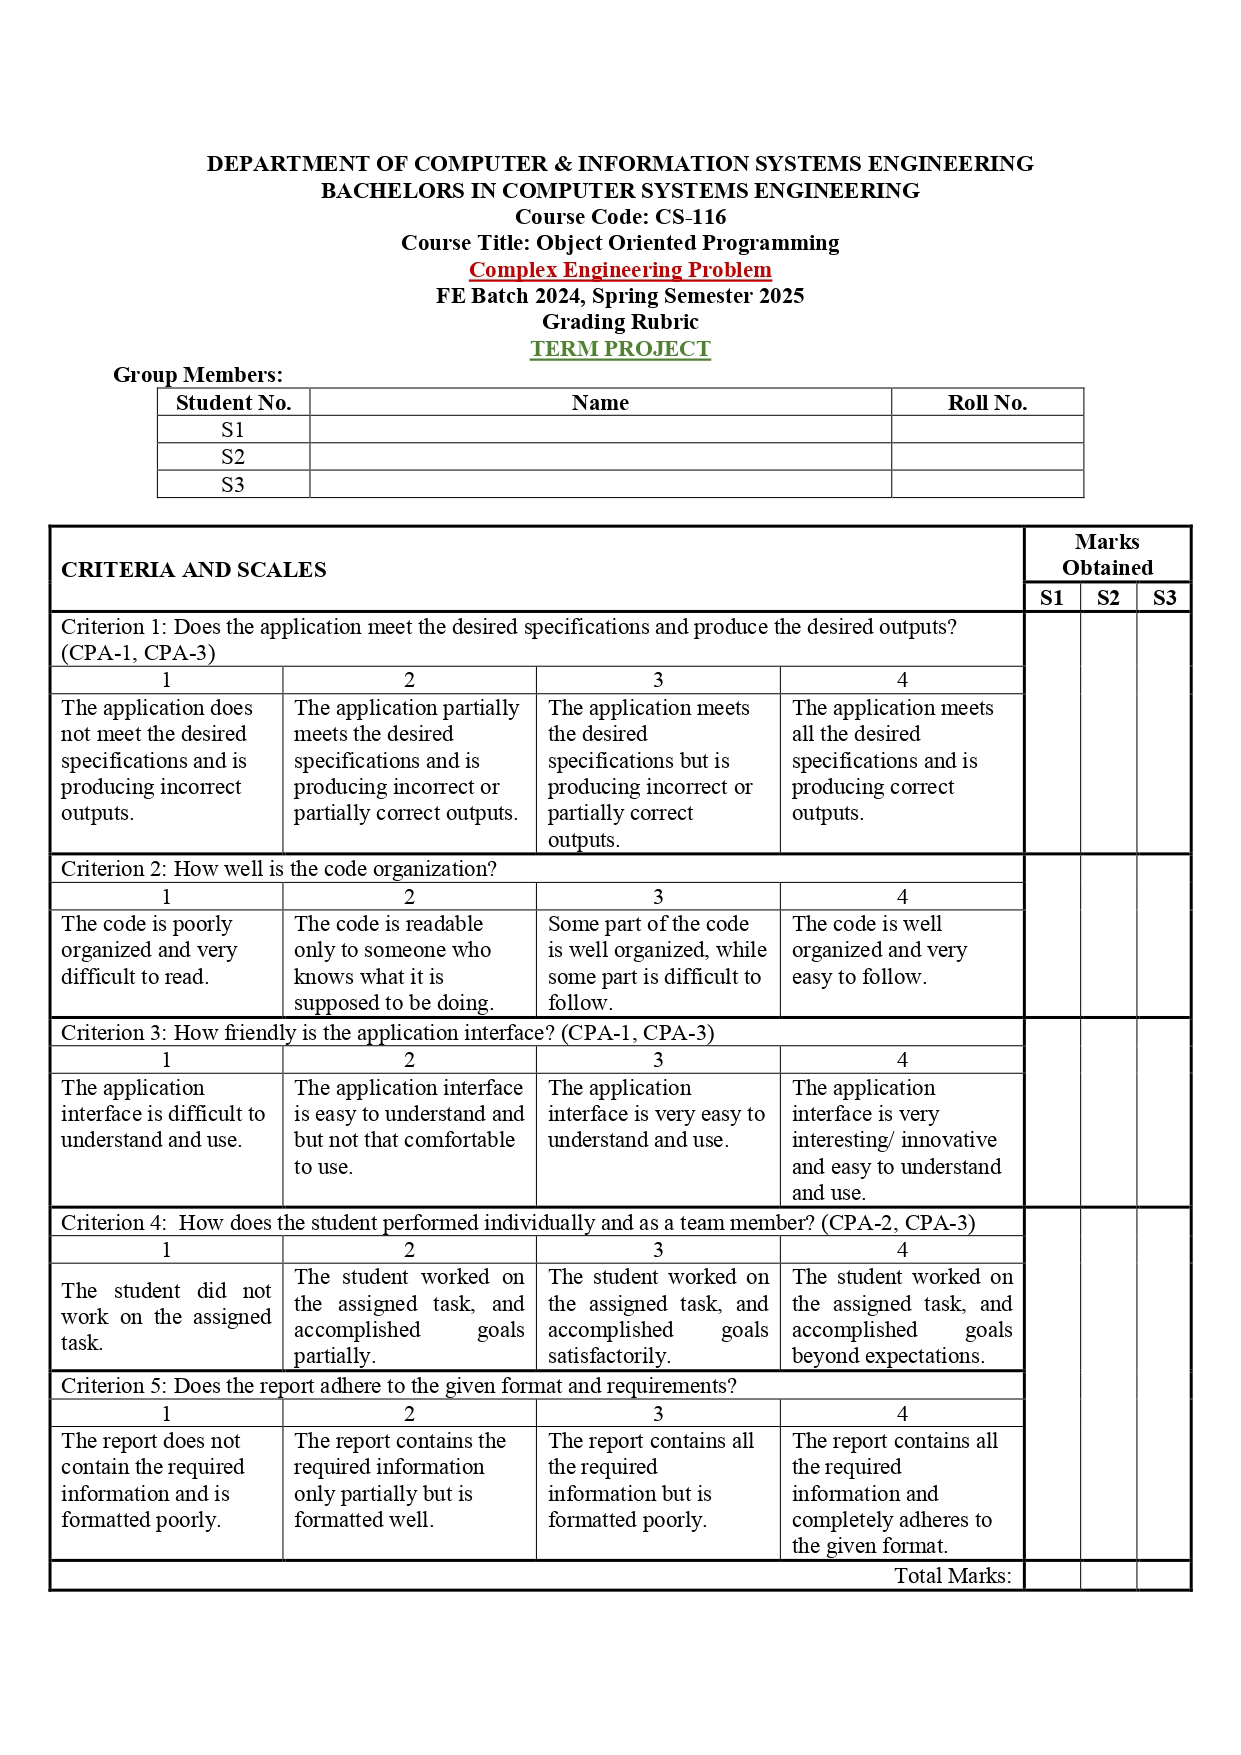 DEPARTMENT OF COMPUTER & INFORMATION SYSTEMS ENGINEERING
BACHELORS IN COMPUTER SYSTEMS ENGINEERING
Course Code: CS-116
Course Title: Object Oriented Programming
Complex Engineering Problem
FE Batch 2024, Spring Semester 2025
Grading Rubric
TERM PROJECT
Group Members:
Student No. Name Roll No.
S1
S2
S3
CRITERIA AND SCALES
Marks
Obtained
S1 S2 S3
Criterion 1: Does the application meet the desired specifications and produce the desired outputs?
(CPA-1, CPA-3)
1 2 3 4
The application does
not meet the desired
specifications and is
producing incorrect
outputs.
The application partially
meets the desired
specifications and is
producing incorrect or
partially correct outputs.
The application meets
the desired
specifications but is
producing incorrect or
partially correct
outputs.
The application meets
all the desired
specifications and is
producing correct
outputs.
Criterion 2: How well is the code organization?
1 2 3 4
The code is poorly
organized and very
difficult to read.
The code is readable
only to someone who
knows what it is
supposed to be doing.
Some part of the code
is well organized, while
some part is difficult to
follow.
The code is well
organized and very
easy to follow.
Criterion 3: How friendly is the application interface? (CPA-1, CPA-3)
1 2 3 4
The application
interface is difficult to
understand and use.
The application interface
is easy to understand and
but not that comfortable
to use.
The application
interface is very easy to
understand and use.
The application
interface is very
interesting/ innovative
and easy to understand
and use.
Criterion 4:  How does the student performed individually and as a team member? (CPA-2, CPA-3)
1 2 3 4
The student did not
work on the assigned
task.
The student worked on
the assigned task, and
accomplished goals
partially.
The student worked on
the assigned task, and
accomplished goals
satisfactorily.
The student worked on
the assigned task, and
accomplished goals
beyond expectations.
Criterion 5: Does the report adhere to the given format and requirements?
1 2 3 4
The report does not
contain the required
information and is
formatted poorly.
The report contains the
required information
only partially but is
formatted well.
The report contains all
the required
information but is
formatted poorly.
The report contains all
the required
information and
completely adheres to
the given format.
Total Marks: